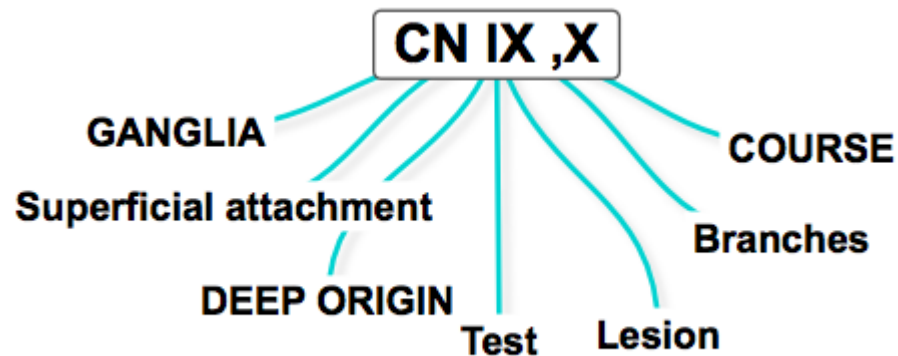 CN IX ,X
GANGLIA
COURSE
Superficial attachment
Branches
DEEP ORIGIN
Test
Lesion